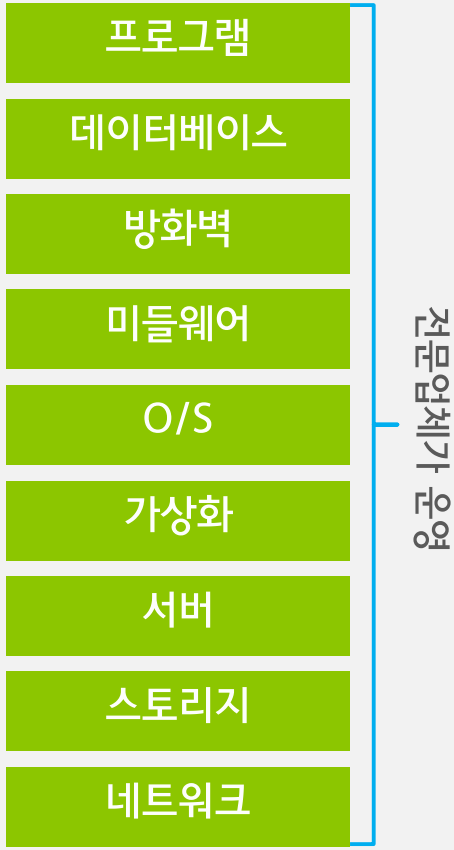 프로그램
데이터베이스
방화벽
미들웨어
O/S
가상화
서버
스토리지
네트워크
전문업체가 운영